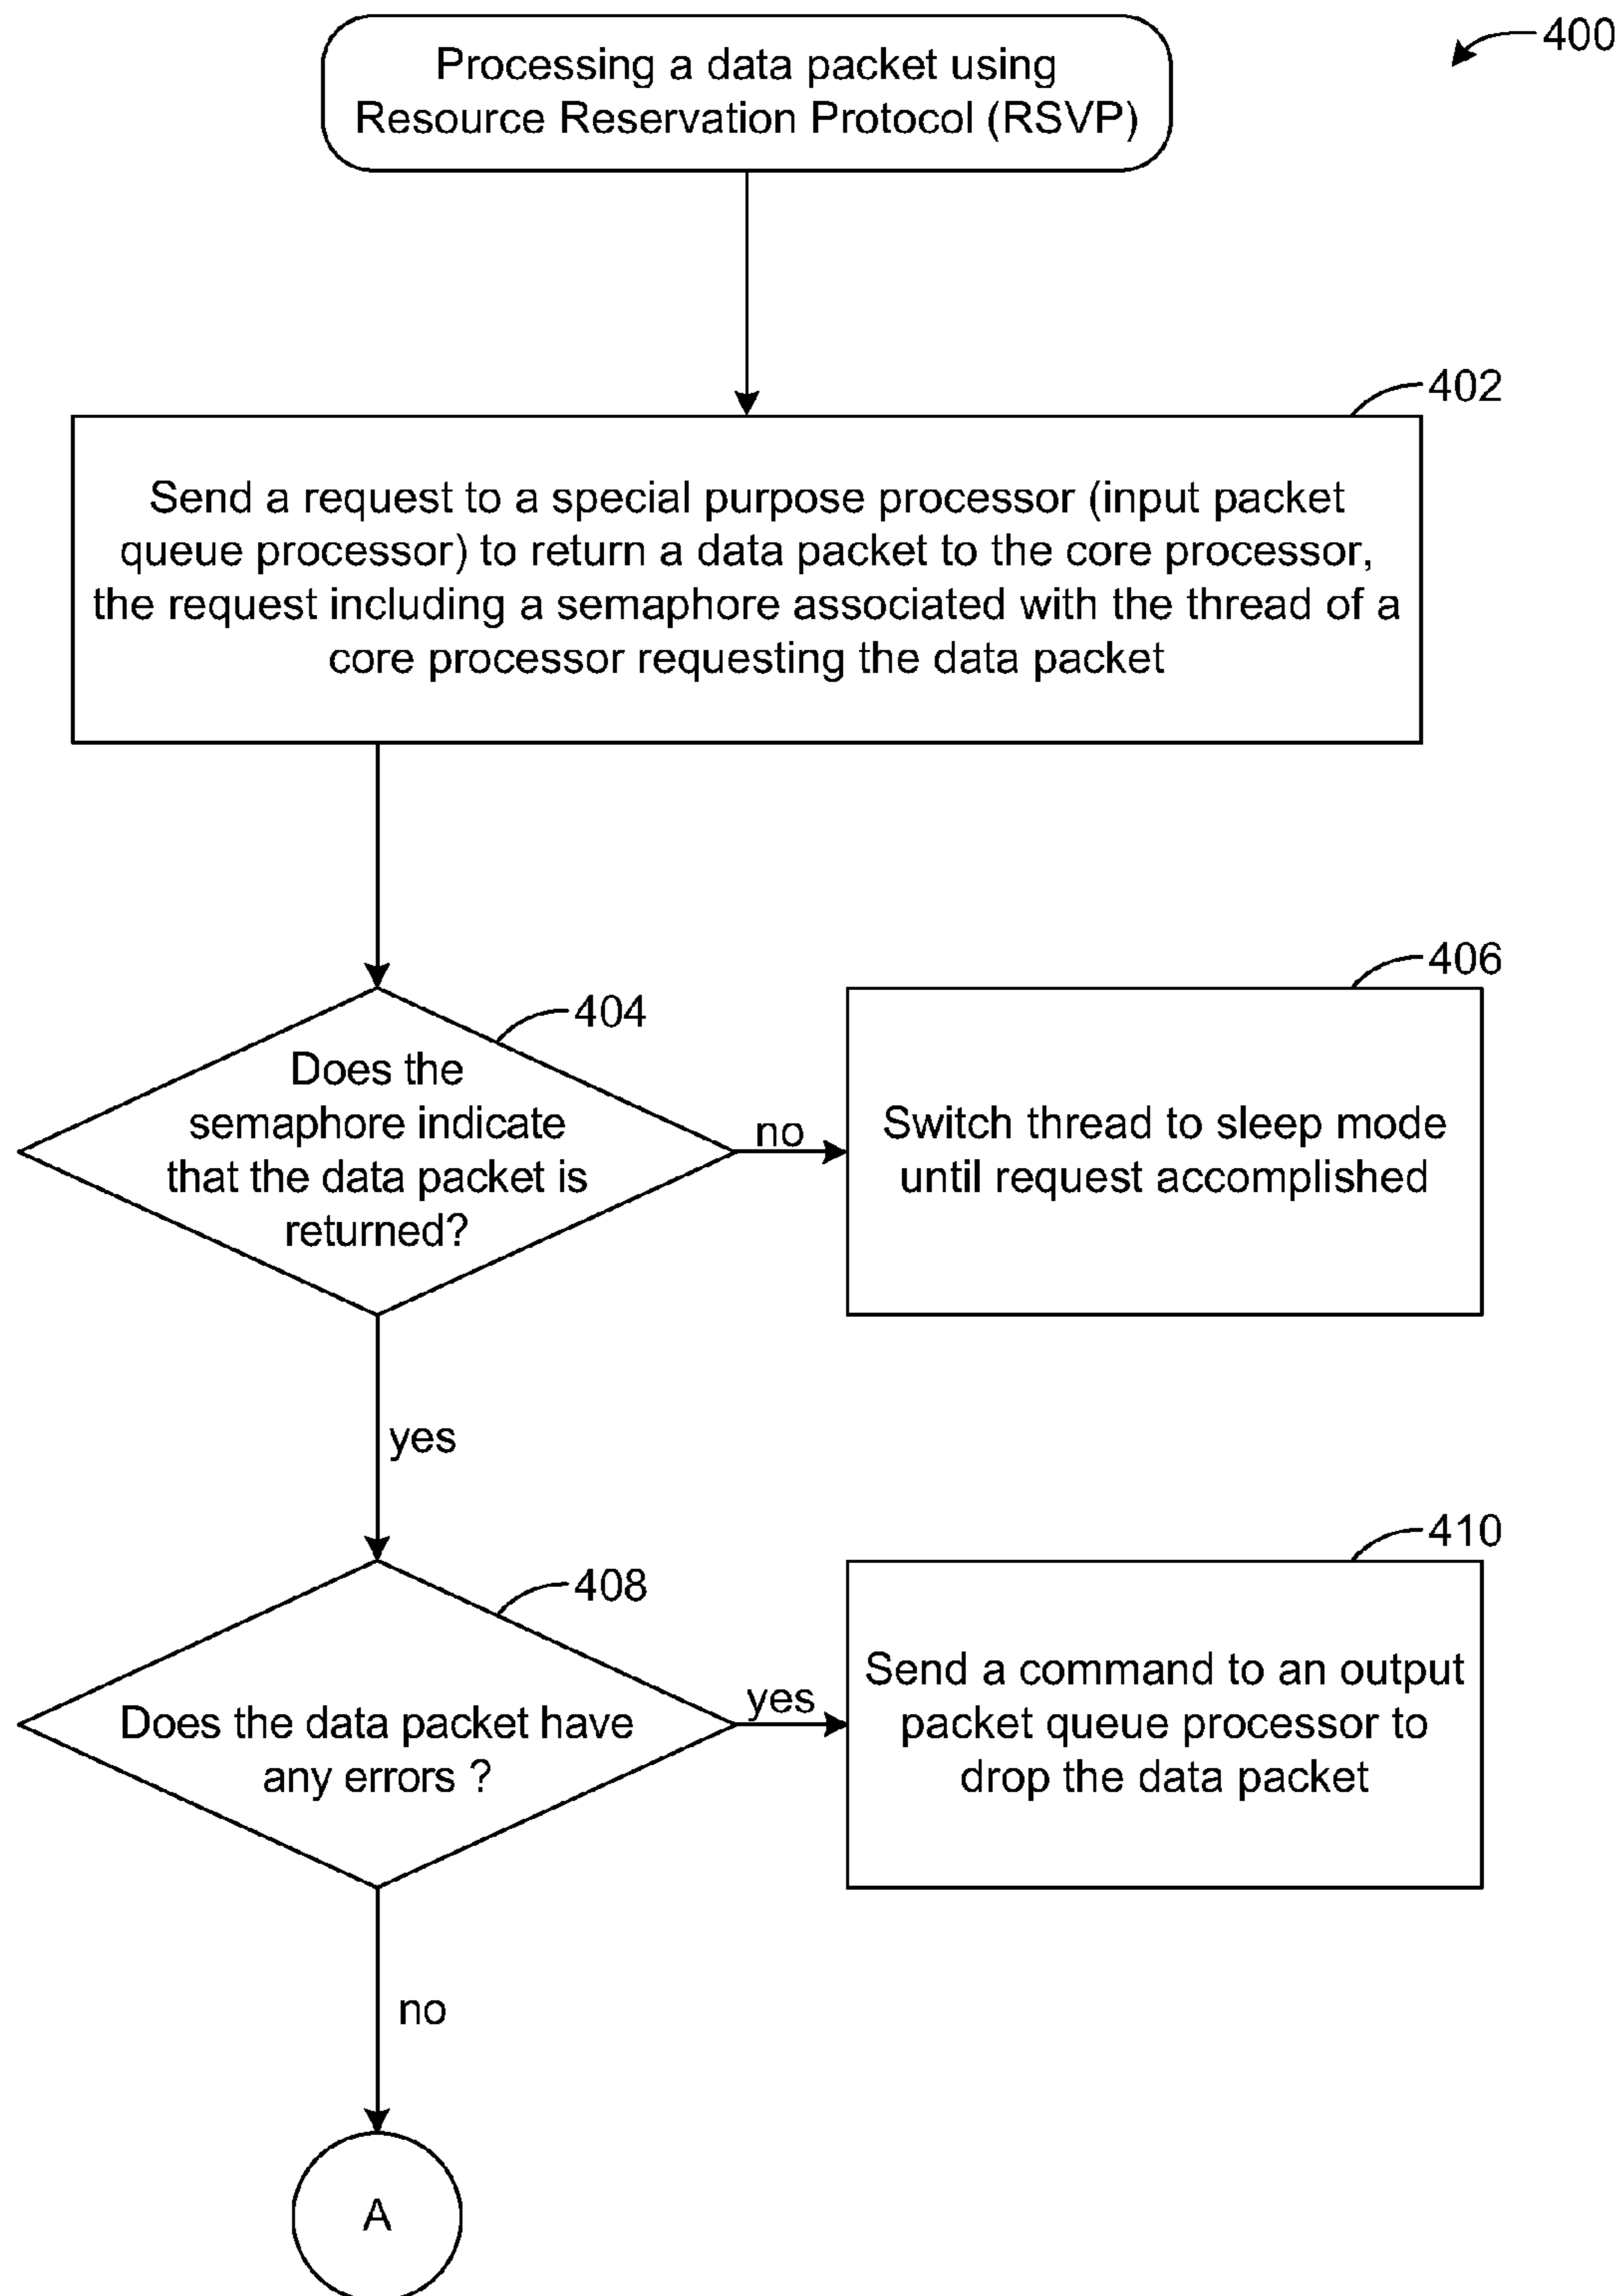 Processing a data packet using
Resource Reservation Protocol (RSVP)
400
402
Send a request to a special purpose processor (input packet
queue processor) to return a data packet to the core processor,
the request including a semaphore associated with the thread of a
core processor requesting the data packet
404
Does the
semaphore indicate
that the data packet is
returned?
no
406
Switch thread to sleep mode
until request accomplished
yes
408
Does the data packet have
any errors ?
yes
410
Send a command to an output
packet queue processor to
drop the data packet
no
A